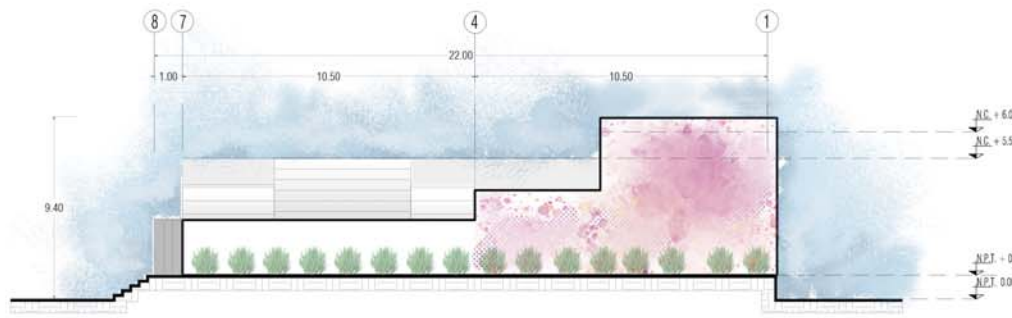 8 7 4 1
22.00
1.00 10.50 10.50
N.C. + 6.0
N.C. + 5.5
9.40
N.P.T. + 0
N.P.T. 0.00